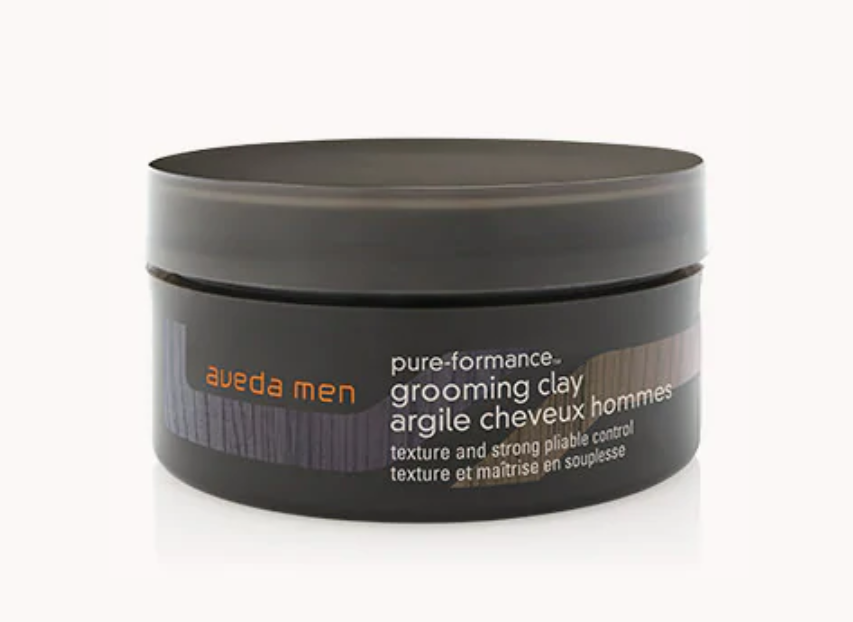 aveda men
pure-formance™
grooming clay
argile cheveux hommes
texture and strong pliable control
texture et maîtrise en souplesse